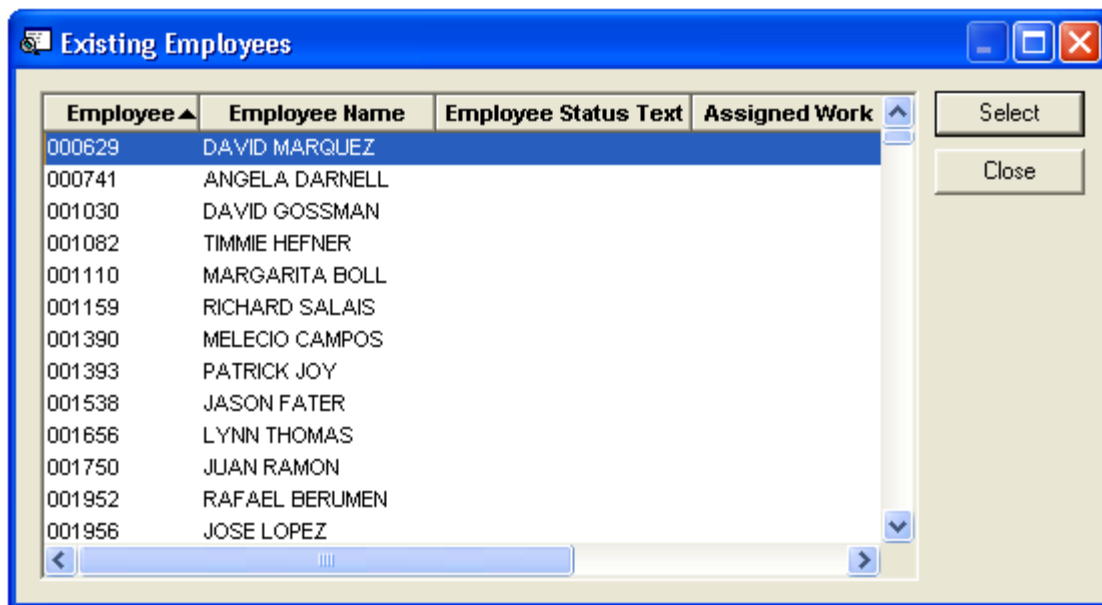 Existing Employees
Employee Employee Name Employee Status Text Assigned Work
Select
000629 DAVID MARQUEZ
000741 ANGELA DARNELL
Close
001030 DAVID GOSSMAN
001082 TIMMIE HEFNER
001110 MARGARITA BOLL
001159 RICHARD SALAIS
001390 MELECIO CAMPOS
001393 PATRICK JOY
001538 JASON FATER
001656 LYNN THOMAS
001750 JUAN RAMON
001952 RAFAEL BERUMEN
001956 JOSE LOPEZ